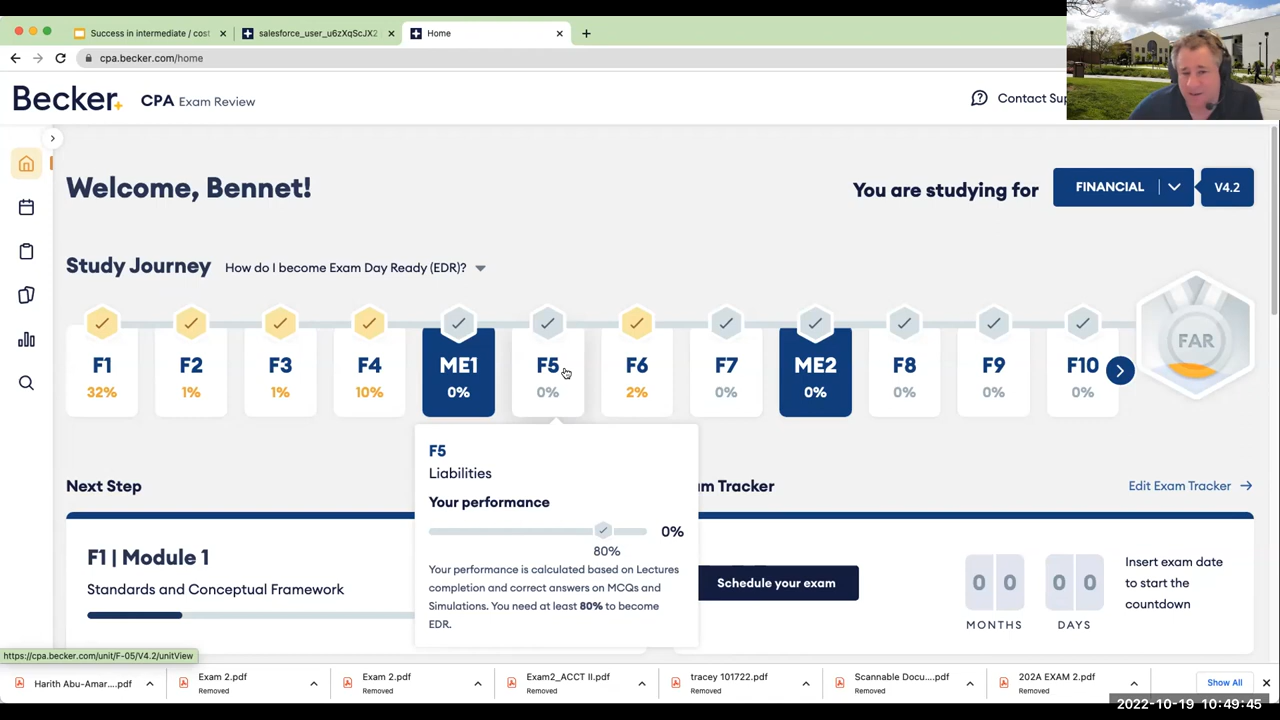 Success in intermediate / cost
salesforce_user_u6zXqScJX2
Home
cpa.becker.com/home
Becker. CPA Exam Review
Contact Sup
Welcome, Bennet!
You are studying for
FINANCIAL
V4.2
Study Journey
How do I become Exam Day Ready (EDR)?
F1
32%
F2
1%
F3
1%
F4
10%
ME1
0%
F5
0%
F6
2%
F7
0%
ME2
0%
F8
0%
F9
0%
F10
0%
FAR
F5
Liabilities
Your performance
0%
80%
Your performance is calculated based on Lectures
completion and correct answers on MCQs and
Simulations. You need at least 80% to become
EDR.
Next Step
F1 | Module 1
Standards and Conceptual Framework
m Tracker
Edit Exam Tracker
Schedule your exam
0 0
MONTHS
0 0
DAYS
Insert exam date
to start the
countdown
https://cpa.becker.com/unit/F-05/V4.2/unitView
Harith Abu-Amar....pdf
Exam 2.pdf
Removed
Exam 2.pdf
Removed
Exam2_ACCT II.pdf
Removed
tracey 101722.pdf
Removed
Scannable Docu....pdf
Removed
202A EXAM 2.pdf
Removed
Show All
2022-10-19 10:49:45